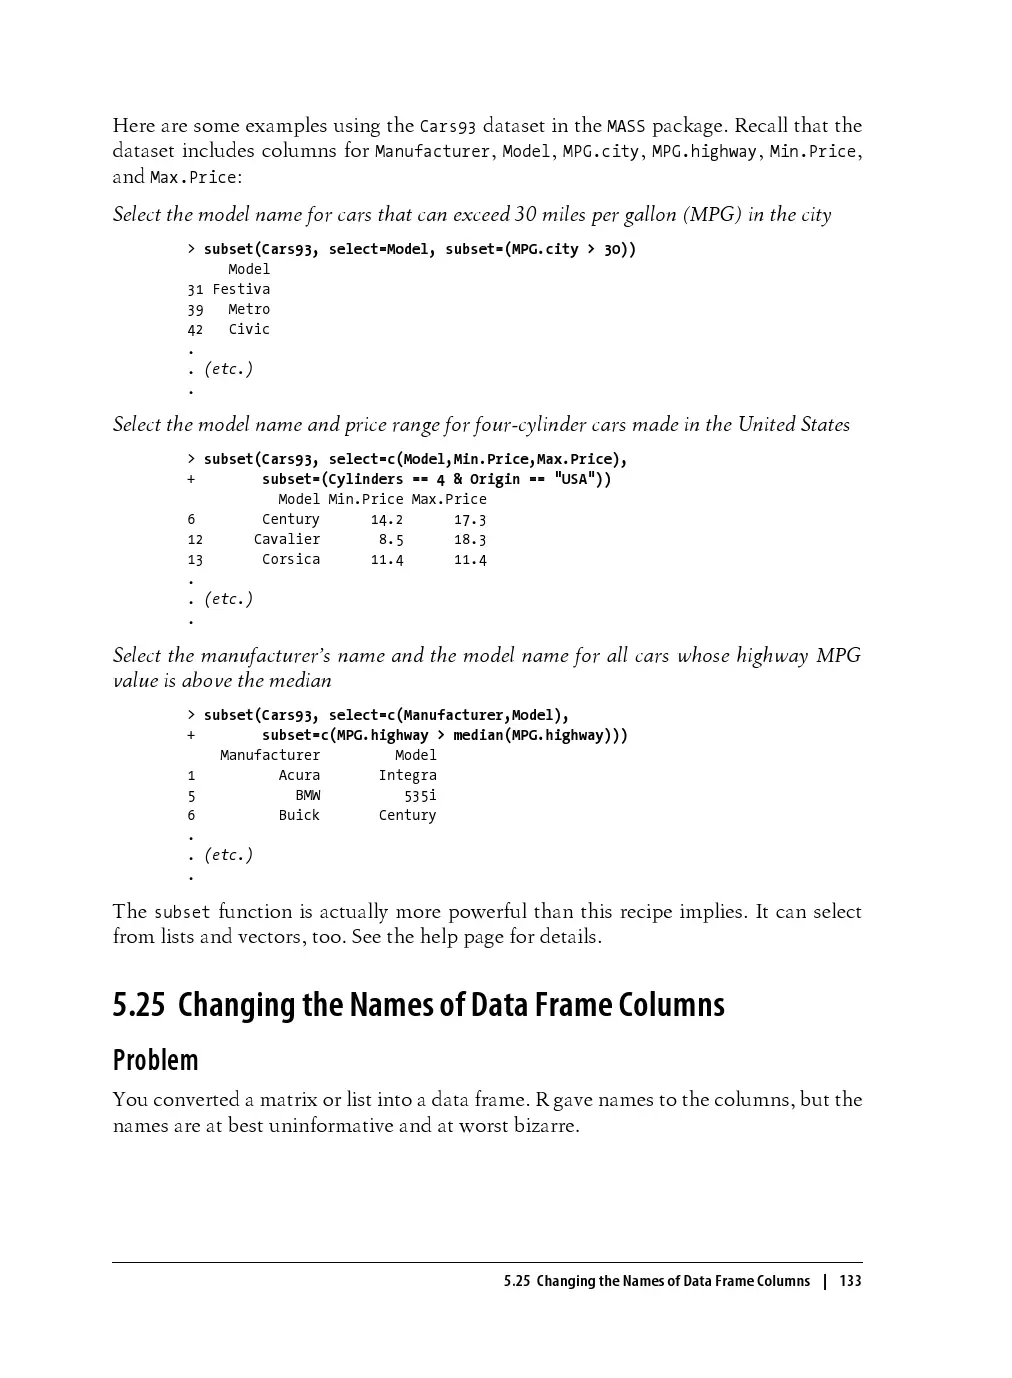 Here are some examples using the Cars93 dataset in the MASS package. Recall that the
dataset includes columns for Manufacturer, Model, MPG.city, MPG.highway, Min.Price,
and Max.Price:
Select the model name for cars that can exceed 30 miles per gallon (MPG) in the city
> subset(Cars93, select=Model, subset=(MPG.city > 30))
Model
31 Festiva
39 Metro
42 Civic
.
. (etc.)
.
Select the model name and price range for four-cylinder cars made in the United States
> subset(Cars93, select=c(Model,Min.Price,Max.Price),
+ subset=(Cylinders == 4 & Origin == "USA"))
Model Min.Price Max.Price
6 Century 14.2 17.3
12 Cavalier 8.5 18.3
13 Corsica 11.4 11.4
.
. (etc.)
.
Select the manufacturer's name and the model name for all cars whose highway MPG
value is above the median
> subset(Cars93, select=c(Manufacturer,Model),
+ subset=c(MPG.highway > median(MPG.highway)))
Manufacturer Model
1 Acura Integra
5 BMW 535i
6 Buick Century
.
. (etc.)
.
The subset function is actually more powerful than this recipe implies. It can select
from lists and vectors, too. See the help page for details.
5.25 Changing the Names of Data Frame Columns
Problem
You converted a matrix or list into a data frame. R gave names to the columns, but the
names are at best uninformative and at worst bizarre.
5.25 Changing the Names of Data Frame Columns | 133